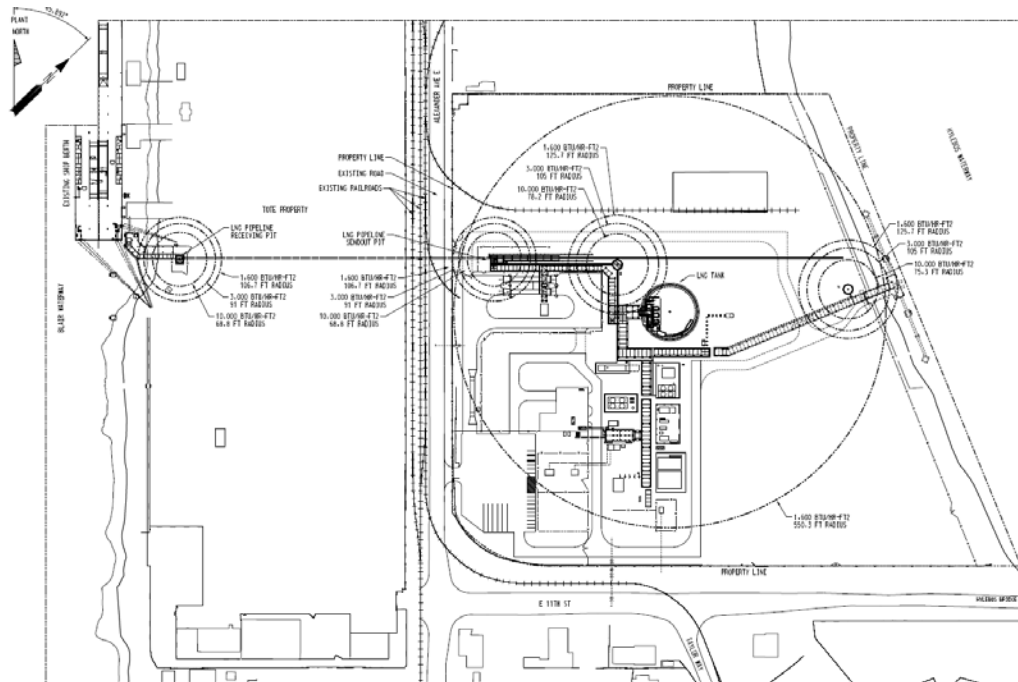 PLANT
NORTH
ALEXANDER AVE E
EXISTING SHIP BERTH
BLAIR WATERWAY
TOTE PROPERTY
LNG PIPELINE
RECEIVING PIT
1,600 BTU/HR-FT2
106.7 FT RADIUS
3,000 BTU/HR-FT2
91 FT RADIUS
10,000 BTU/HR-FT2
68.8 FT RADIUS
PROPERTY LINE
EXISTING ROAD
EXISTING RAILROADS
LNG PIPELINE
SENDOUT PIT
1,600 BTU/HR-FT2
106.7 FT RADIUS
3,000 BTU/HR-FT2
91 FT RADIUS
10,000 BTU/HR-FT2
68.8 FT RADIUS
PROPERTY LINE
1,600 BTU/HR-FT2
125.7 FT RADIUS
3,000 BTU/HR-FT2
105 FT RADIUS
10,000 BTU/HR-FT2
78.2 FT RADIUS
LNG TANK
PROPERTY LINE
HYLEBOS WATERWAY
1,600 BTU/HR-FT2
125.7 FT RADIUS
3,000 BTU/HR-FT2
105 FT RADIUS
10,000 BTU/HR-FT2
75.3 FT RADIUS
1,600 BTU/HR-FT2
550.3 FT RADIUS
PROPERTY LINE
E 11TH ST
HYLEBOS BRIDGE
TAYLOR WAY